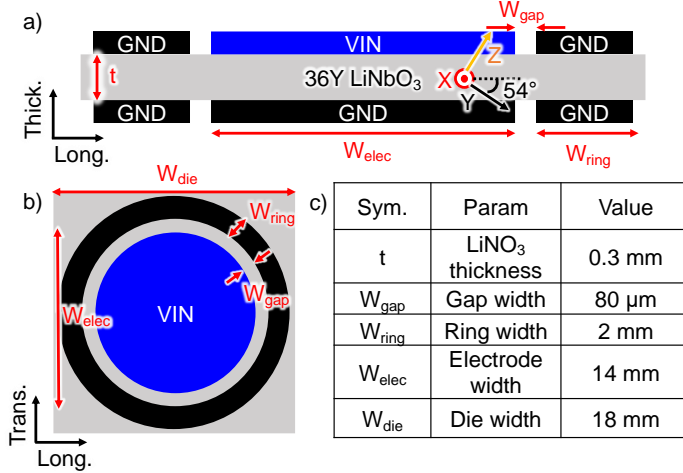 a)
W_gap
GND VIN GND
t
36Y LiNbO₃
X
Z
Y
54°
GND GND GND
Thick.
Long.
W_elec
W_ring
b)
W_die
W_ring
W_elec
VIN
W_gap
Trans.
Long.
c)
Sym. Param Value
t LiNO₃ thickness 0.3 mm
W_gap Gap width 80 µm
W_ring Ring width 2 mm
W_elec Electrode width 14 mm
W_die Die width 18 mm